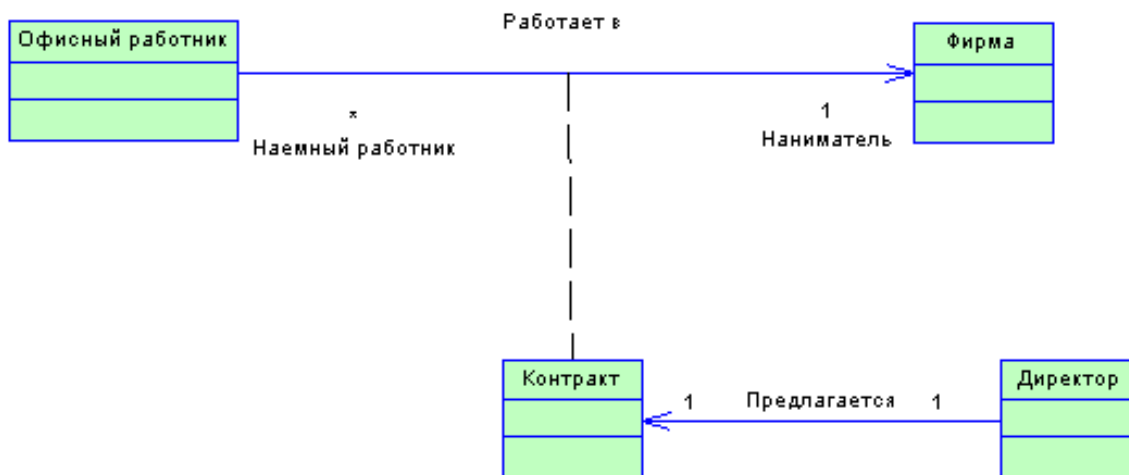 Работает в
Офисный работник
Фирма
*
1
Наемный работник
Наниматель
Контракт
1
Предлагается
1
Директор